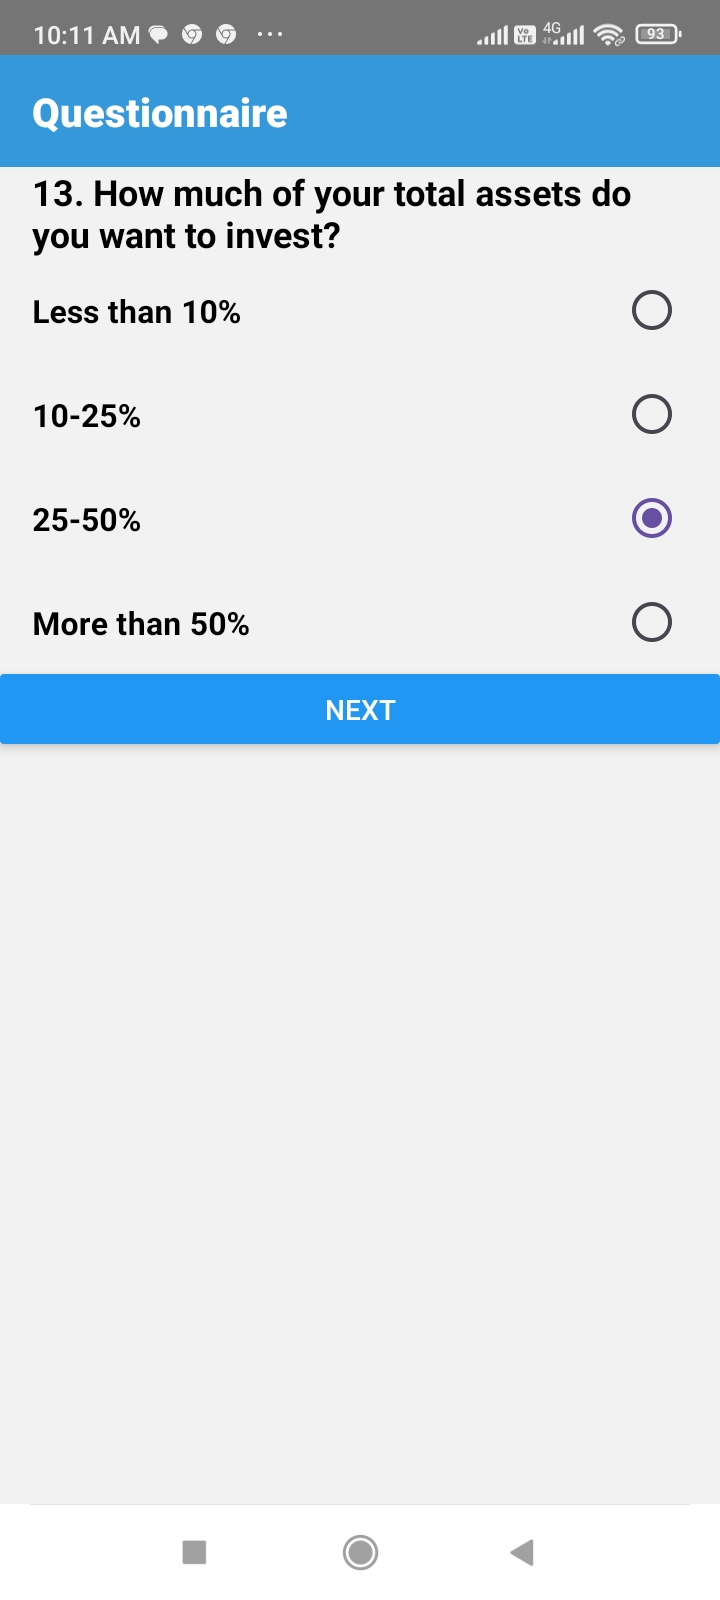 10:11 AM
Vo LTE 4G 93
Questionnaire
13. How much of your total assets do
you want to invest?
Less than 10%
10-25%
25-50%
More than 50%
NEXT